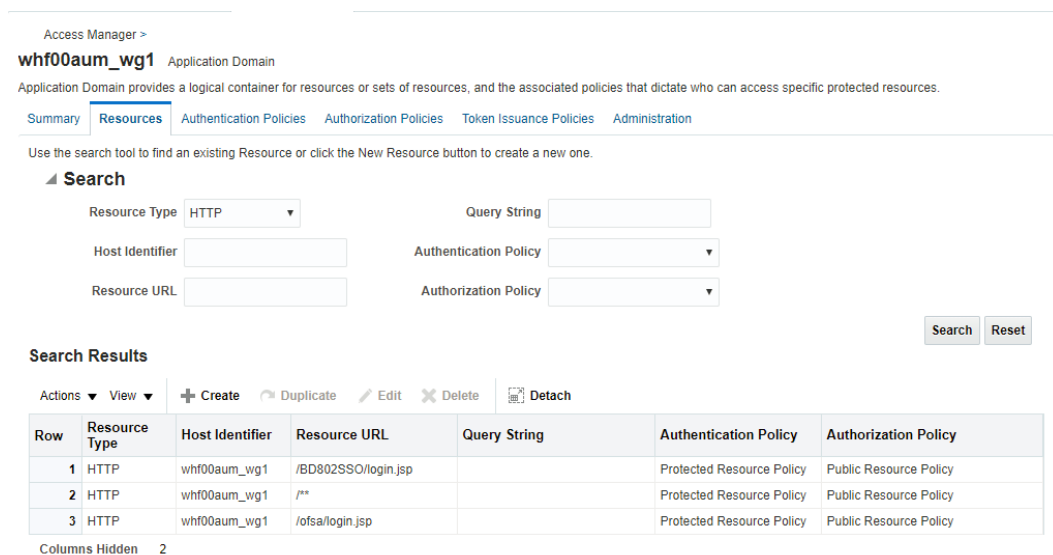 Access Manager >
whf00aum_wg1 Application Domain
Application Domain provides a logical container for resources or sets of resources, and the associated policies that dictate who can access specific protected resources.
Summary Resources Authentication Policies Authorization Policies Token Issuance Policies Administration
Use the search tool to find an existing Resource or click the New Resource button to create a new one.
Search
Resource Type HTTP Query String
Host Identifier Authentication Policy
Resource URL Authorization Policy
Search Reset
Search Results
Actions View Create Duplicate Edit Delete Detach
Row Resource Type Host Identifier Resource URL Query String Authentication Policy Authorization Policy
1 HTTP whf00aum_wg1 /BD802SSO/login.jsp Protected Resource Policy Public Resource Policy
2 HTTP whf00aum_wg1 /** Protected Resource Policy Public Resource Policy
3 HTTP whf00aum_wg1 /ofsa/login.jsp Protected Resource Policy Public Resource Policy
Columns Hidden 2